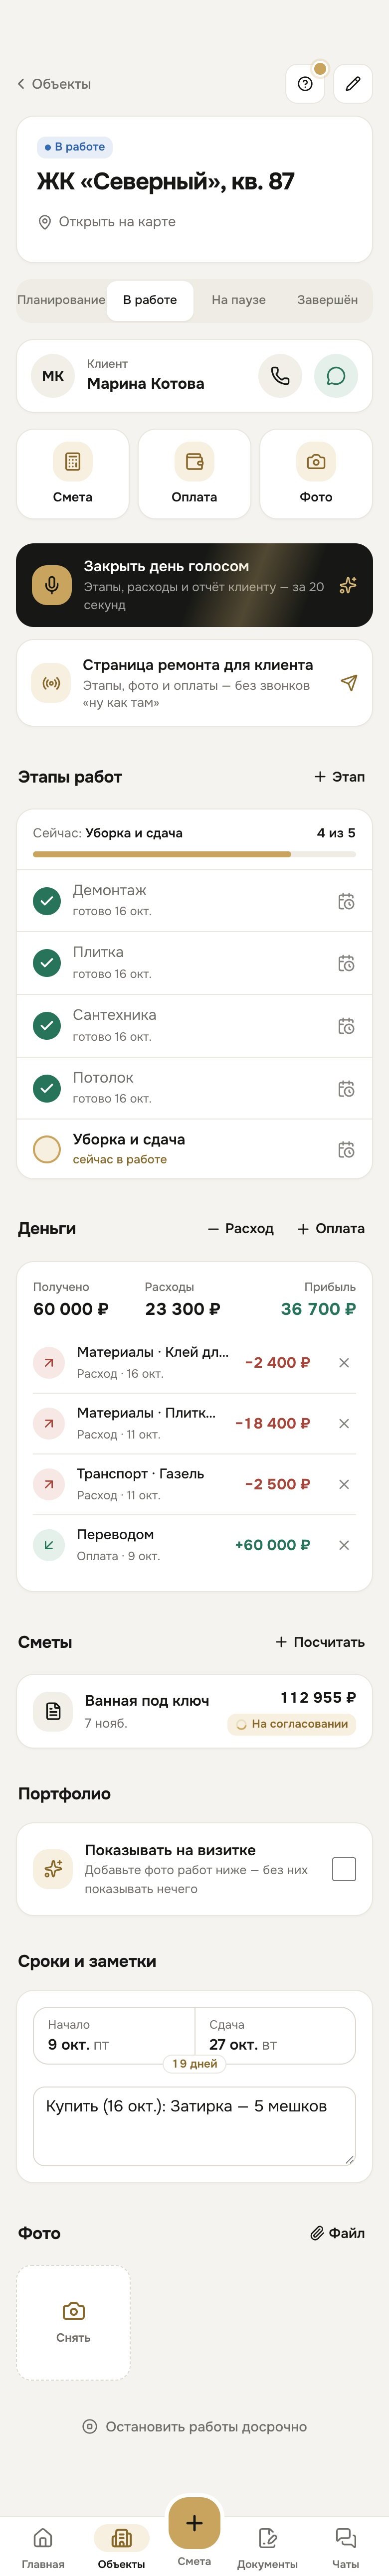 Объекты
В работе
ЖК «Северный», кв. 87
Открыть на карте
Планирование В работе На паузе Завершён
МК
Клиент
Марина Котова
Смета Оплата Фото
Закрыть день голосом
Этапы, расходы и отчёт клиенту — за 20
секунд
Страница ремонта для клиента
Этапы, фото и оплаты — без звонков
«ну как там»
Этапы работ + Этап
Сейчас: Уборка и сдача 4 из 5
Демонтаж
готово 16 окт.
Плитка
готово 16 окт.
Сантехника
готово 16 окт.
Потолок
готово 16 окт.
Уборка и сдача
сейчас в работе
Деньги — Расход + Оплата
Получено Расходы Прибыль
60 000 ₽ 23 300 ₽ 36 700 ₽
Материалы · Клей дл... −2 400 ₽
Расход · 16 окт.
Материалы · Плитк... −18 400 ₽
Расход · 11 окт.
Транспорт · Газель −2 500 ₽
Расход · 11 окт.
Переводом +60 000 ₽
Оплата · 9 окт.
Сметы + Посчитать
Ванная под ключ 112 955 ₽
7 нояб. На согласовании
Портфолио
Показывать на визитке
Добавьте фото работ ниже — без них
показывать нечего
Сроки и заметки
Начало Сдача
9 окт. пт 27 окт. вт
19 дней
Купить (16 окт.): Затирка — 5 мешков
Фото Файл
Снять
Остановить работы досрочно
Главная Объекты Смета Документы Чаты